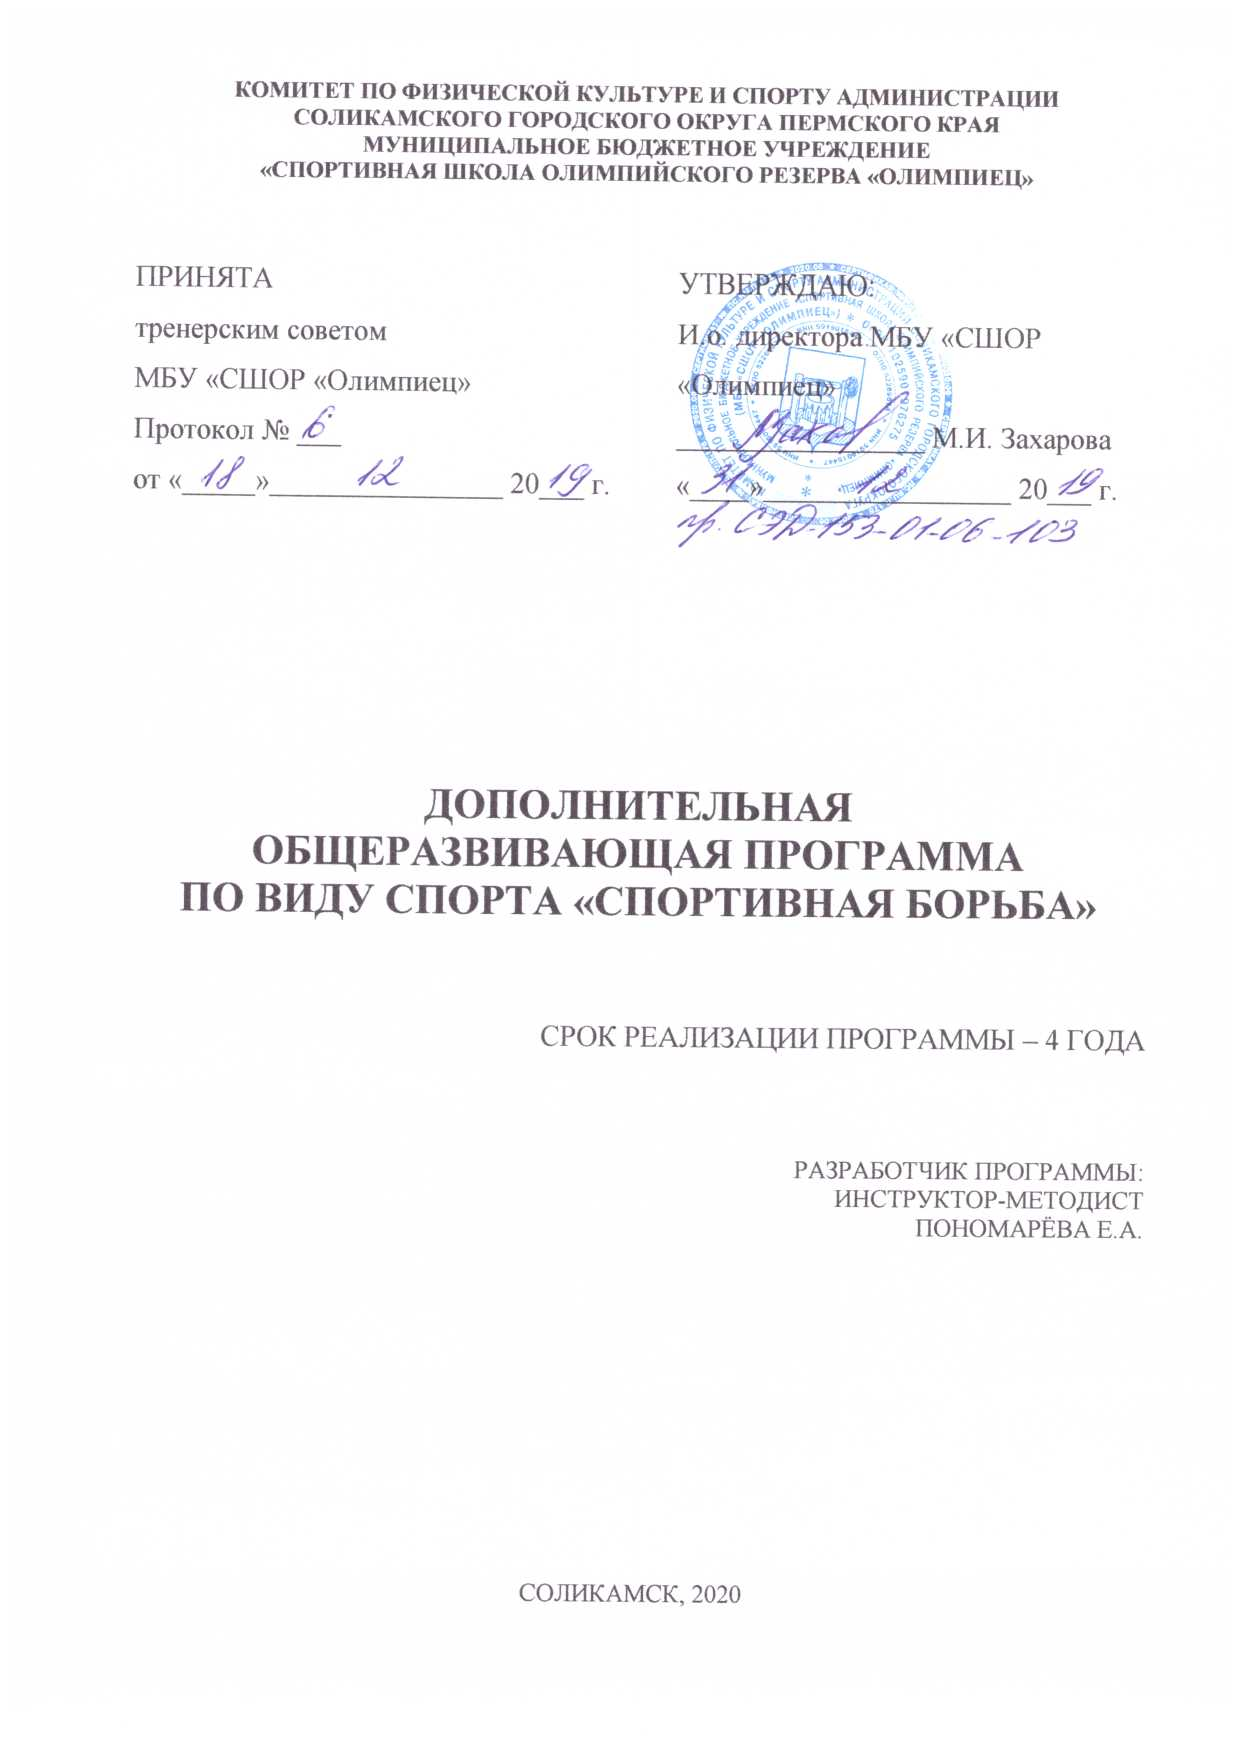 КОМИТЕТ ПО ФИЗИЧЕСКОЙ КУЛЬТУРЕ И СПОРТУ АДМИНИСТРАЦИИ
СОЛИКАМСКОГО ГОРОДСКОГО ОКРУГА ПЕРМСКОГО КРАЯ
МУНИЦИПАЛЬНОЕ БЮДЖЕТНОЕ УЧРЕЖДЕНИЕ
«СПОРТИВНАЯ ШКОЛА ОЛИМПИЙСКОГО РЕЗЕРВА «ОЛИМПИЕЦ»
ПРИНЯТА
тренерским советом
МБУ «СШОР «Олимпиец»
Протокол № 6
от «18» 12 2019 г.
УТВЕРЖДАЮ:
И.о. директора МБУ «СШОР
«Олимпиец»
М.И. Захарова
«31» 12 2019 г.
пр. СЭД-153-01-06-103
ДОПОЛНИТЕЛЬНАЯ
ОБЩЕРАЗВИВАЮЩАЯ ПРОГРАММА
ПО ВИДУ СПОРТА «СПОРТИВНАЯ БОРЬБА»
СРОК РЕАЛИЗАЦИИ ПРОГРАММЫ – 4 ГОДА
РАЗРАБОТЧИК ПРОГРАММЫ:
ИНСТРУКТОР-МЕТОДИСТ
ПОНОМАРЁВА Е.А.
СОЛИКАМСК, 2020